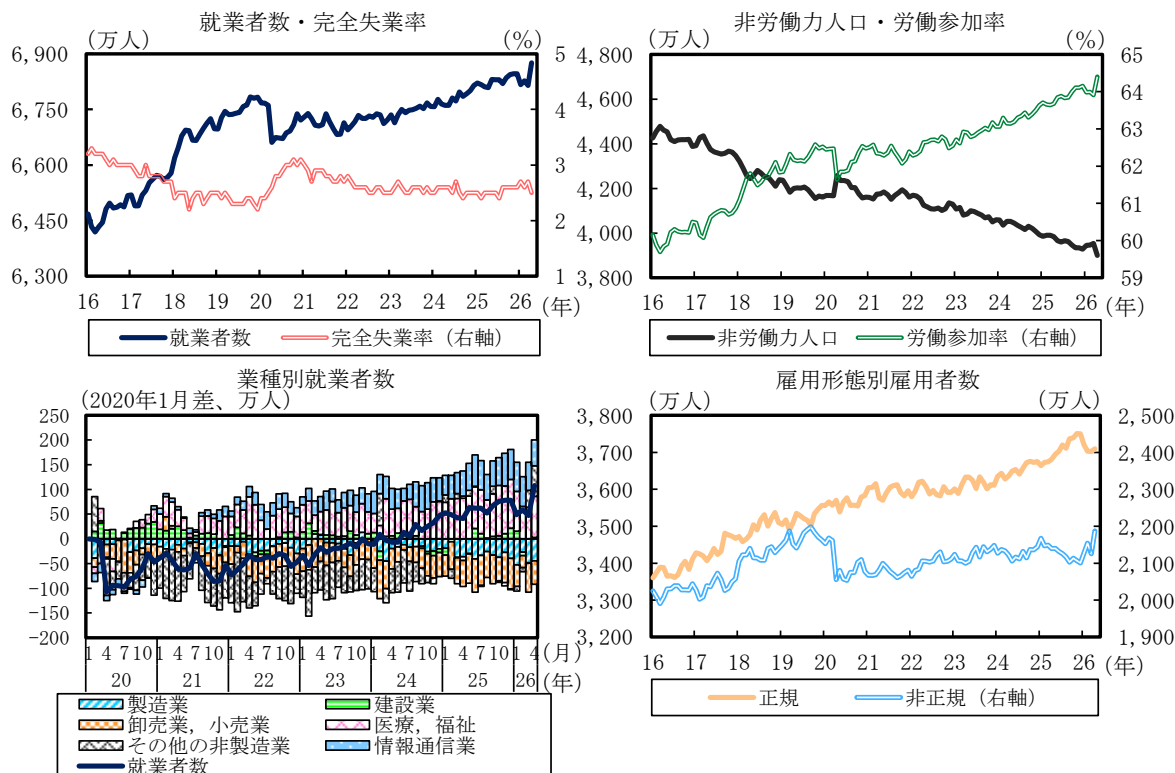 就業者数・完全失業率
(万人)
(%)
6,900
6,750
6,600
6,450
6,300
5
4
3
2
1
16 17 18 19 20 21 22 23 24 25 26 (年)
就業者数
完全失業率 (右軸)
非労働力人口・労働参加率
(万人)
(%)
4,800
4,600
4,400
4,200
4,000
3,800
65
64
63
62
61
60
59
16 17 18 19 20 21 22 23 24 25 26 (年)
非労働力人口
労働参加率 (右軸)
業種別就業者数
(2020年1月差、万人)
250
200
150
100
50
0
−50
−100
−150
−200
1 4 7 10 1 4 7 10 1 4 7 10 1 4 7 10 1 4 7 10 1 4 7 10 1 4 (月)
20 21 22 23 24 25 26 (年)
製造業
建設業
卸売業, 小売業
医療, 福祉
その他の非製造業
情報通信業
就業者数
雇用形態別雇用者数
(万人)
(万人)
3,800
3,700
3,600
3,500
3,400
3,300
3,200
2,500
2,400
2,300
2,200
2,100
2,000
1,900
16 17 18 19 20 21 22 23 24 25 26 (年)
正規
非正規 (右軸)